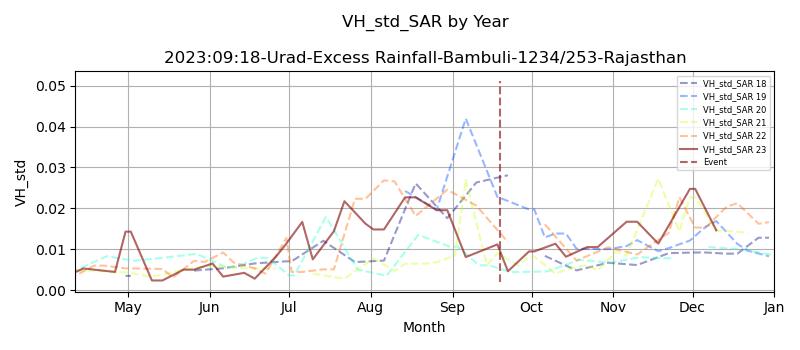 VH_std_SAR by Year
2023:09:18-Urad-Excess Rainfall-Bambuli-1234/253-Rajasthan
VH_std
0.05
0.04
0.03
0.02
0.01
0.00
VH_std_SAR 18
VH_std_SAR 19
VH_std_SAR 20
VH_std_SAR 21
VH_std_SAR 22
VH_std_SAR 23
Event
May Jun Jul Aug Sep Oct Nov Dec Jan
Month